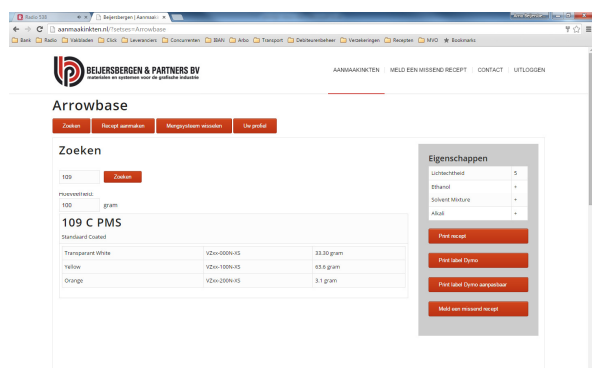 Radio 538
Beijersbergen | Aanmaak
aanmaakinkten.nl/?setses=Arrowbase
Bank Radio Vakbladen Click Leveranciers Concurrenten IBAN Arbo Transport Debiteurenbeheer Verzekeringen Recepten MVO Bookmarks
BEIJERSBERGEN & PARTNERS BV
materialen en systemen voor de grafische industrie
AANMAAKINKTEN MELD EEN MISSEND RECEPT CONTACT UITLOGGEN
Arrowbase
Zoeken Recept aanmaken Mengsysteem wisselen Uw profiel
Zoeken
109 Zoeken
Hoeveelheid:
100 gram
109 C PMS
Standaard Coated
Transparant White VZxx-000N-XS 33.30 gram
Yellow VZxx-100N-XS 63.6 gram
Orange VZxx-200N-XS 3.1 gram
Eigenschappen
Lichtechtheid 5
Ethanol +
Solvent Mixture +
Alkali +
Print recept
Print label Dymo
Print label Dymo aanpasbaar
Meld een missend recept